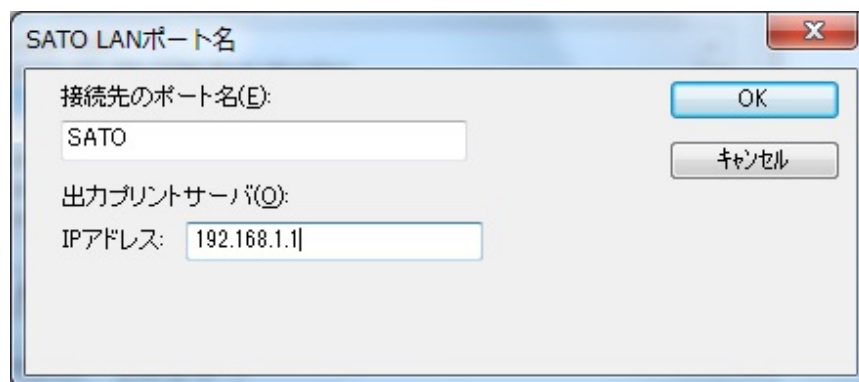 SATO LANポート名
接続先のポート名(E):
OK
SATO
キャンセル
出力プリントサーバ(O):
IPアドレス: 192.168.1.1